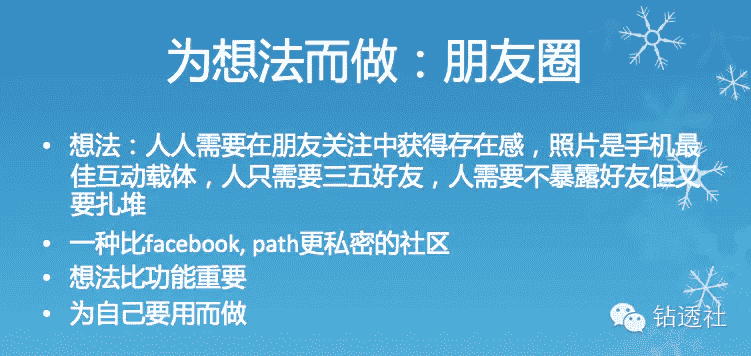 为想法而做：朋友圈
• 想法：人人需要在朋友关注中获得存在感，照片是手机最
佳互动载体，人只需要三五好友，人需要不暴露好友但又
要扎堆
• 一种比facebook, path更私密的社区
• 想法比功能重要
• 为自己要用而做
钻透社